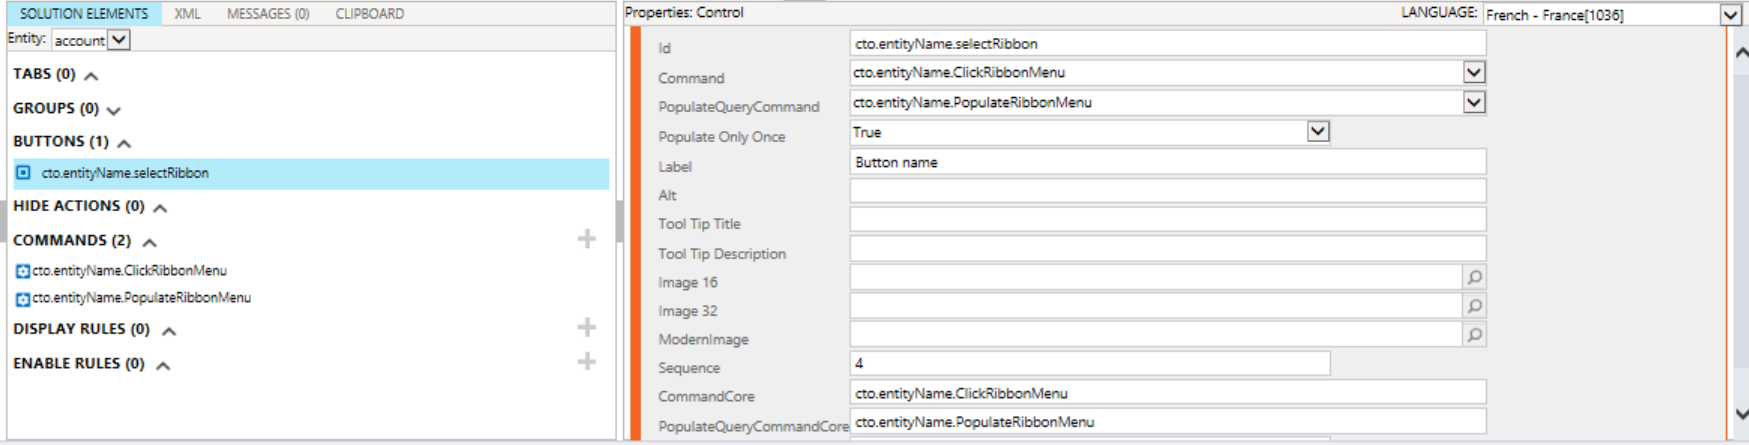 SOLUTION ELEMENTS XML MESSAGES (0) CLIPBOARD
Entity: account
TABS (0)
GROUPS (0)
BUTTONS (1)
cto.entityName.selectRibbon
HIDE ACTIONS (0)
COMMANDS (2)
cto.entityName.ClickRibbonMenu
cto.entityName.PopulateRibbonMenu
DISPLAY RULES (0)
ENABLE RULES (0)
Properties: Control LANGUAGE: French - France[1036]
Id cto.entityName.selectRibbon
Command cto.entityName.ClickRibbonMenu
PopulateQueryCommand cto.entityName.PopulateRibbonMenu
Populate Only Once True
Label Button name
Alt
Tool Tip Title
Tool Tip Description
Image 16
Image 32
ModernImage
Sequence 4
CommandCore cto.entityName.ClickRibbonMenu
PopulateQueryCommandCore cto.entityName.PopulateRibbonMenu